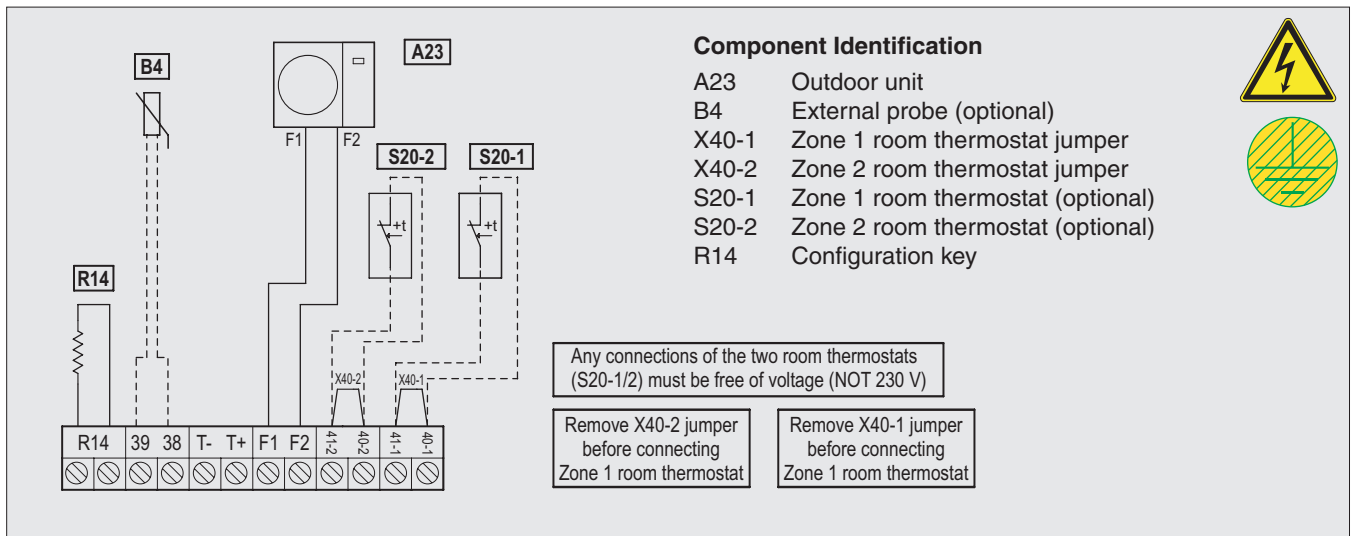 B4
A23
F1 F2
S20-2 S20-1
+t +t
R14
X40-2 X40-1
R14 39 38 T- T+ F1 F2 41-2 40-2 41-1 40-1
Component Identification
A23 Outdoor unit
B4 External probe (optional)
X40-1 Zone 1 room thermostat jumper
X40-2 Zone 2 room thermostat jumper
S20-1 Zone 1 room thermostat (optional)
S20-2 Zone 2 room thermostat (optional)
R14 Configuration key
Any connections of the two room thermostats
(S20-1/2) must be free of voltage (NOT 230 V)
Remove X40-2 jumper
before connecting
Zone 1 room thermostat
Remove X40-1 jumper
before connecting
Zone 1 room thermostat